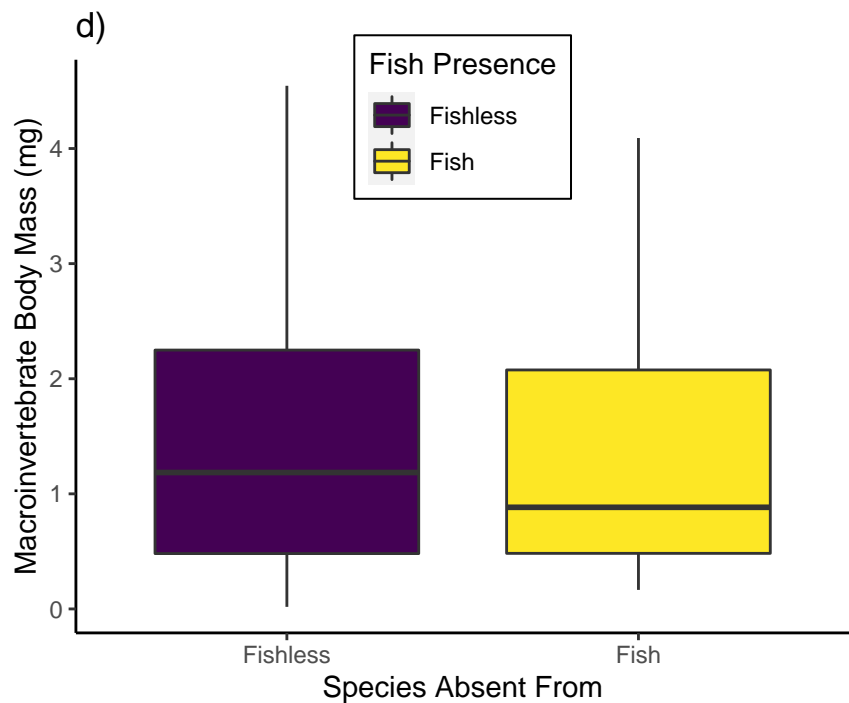 d)
Fish Presence
Fishless
Fish
Macroinvertebrate Body Mass (mg)
4
3
2
1
0
Fishless
Fish
Species Absent From